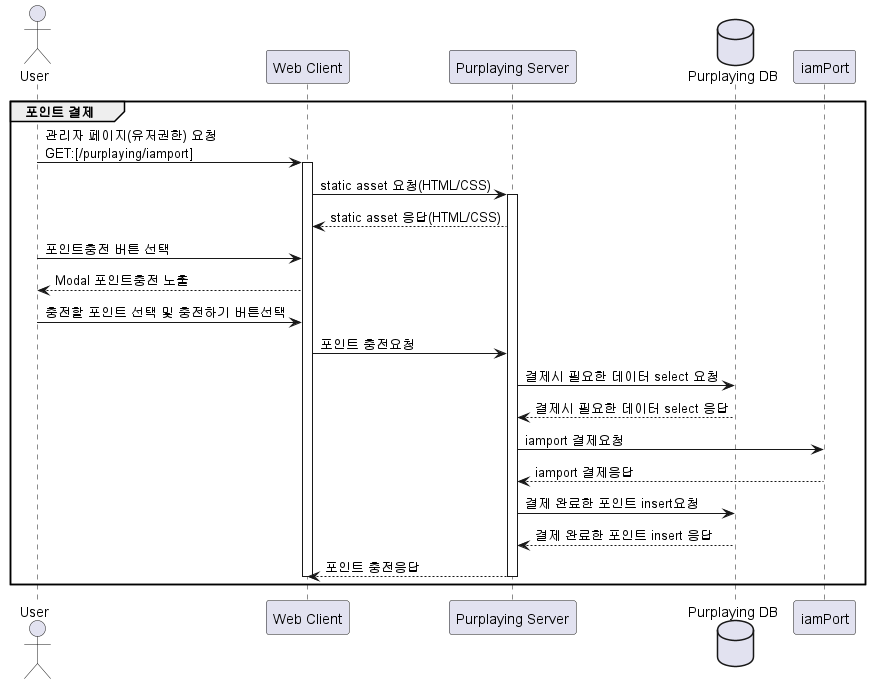 User
Web Client
Purplaying Server
Purplaying DB
iamPort
포인트 결제
관리자 페이지(유저권한) 요청
GET:[/purplaying/iamport]
static asset 요청(HTML/CSS)
static asset 응답(HTML/CSS)
포인트충전 버튼 선택
Modal 포인트충전 노출
충전할 포인트 선택 및 충전하기 버튼선택
포인트 충전요청
결제시 필요한 데이터 select 요청
결제시 필요한 데이터 select 응답
iamport 결제요청
iamport 결제응답
결제 완료한 포인트 insert요청
결제 완료한 포인트 insert 응답
포인트 충전응답
User
Web Client
Purplaying Server
Purplaying DB
iamPort